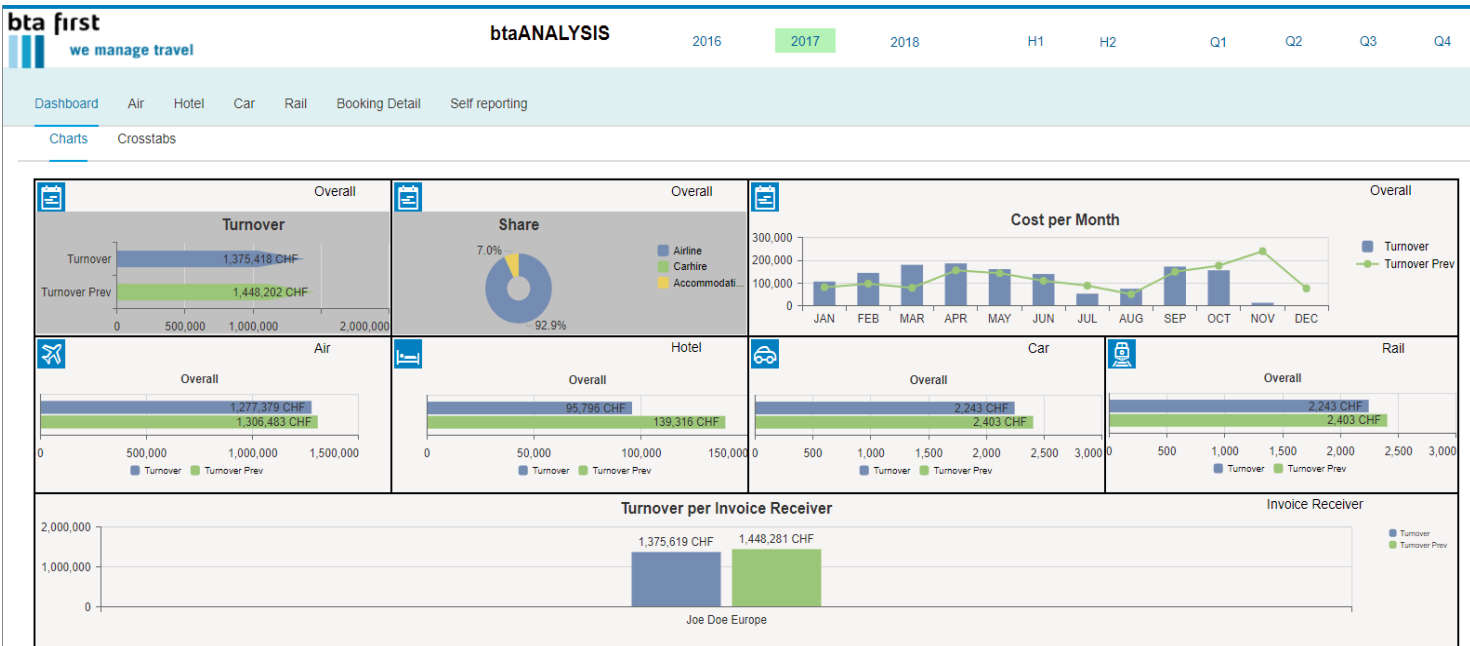 bta first
we manage travel
btaANALYSIS
2016 2017 2018 H1 H2 Q1 Q2 Q3 Q4
Dashboard Air Hotel Car Rail Booking Detail Self reporting
Charts Crosstabs
Overall
Turnover
Turnover 1,375,418 CHF
Turnover Prev 1,448,202 CHF
0 500,000 1,000,000 2,000,000
Overall
Share
7.0%
92.9%
Airline
Carhire
Accommodati...
Overall
Cost per Month
300,000
200,000
100,000
0
JAN FEB MAR APR MAY JUN JUL AUG SEP OCT NOV DEC
Turnover
Turnover Prev
Air
Overall
1,277,379 CHF
1,306,483 CHF
0 500,000 1,000,000 1,500,000
Turnover Turnover Prev
Hotel
Overall
95,796 CHF
139,316 CHF
0 50,000 100,000 150,000
Turnover Turnover Prev
Car
Overall
2,243 CHF
2,403 CHF
0 500 1,000 1,500 2,000 2,500 3,000
Turnover Turnover Prev
Rail
Overall
2,243 CHF
2,403 CHF
0 500 1,000 1,500 2,000 2,500 3,000
Turnover Turnover Prev
Turnover per Invoice Receiver
Invoice Receiver
2,000,000
1,000,000
0
1,375,619 CHF 1,448,281 CHF
Joe Doe Europe
Turnover
Turnover Prev